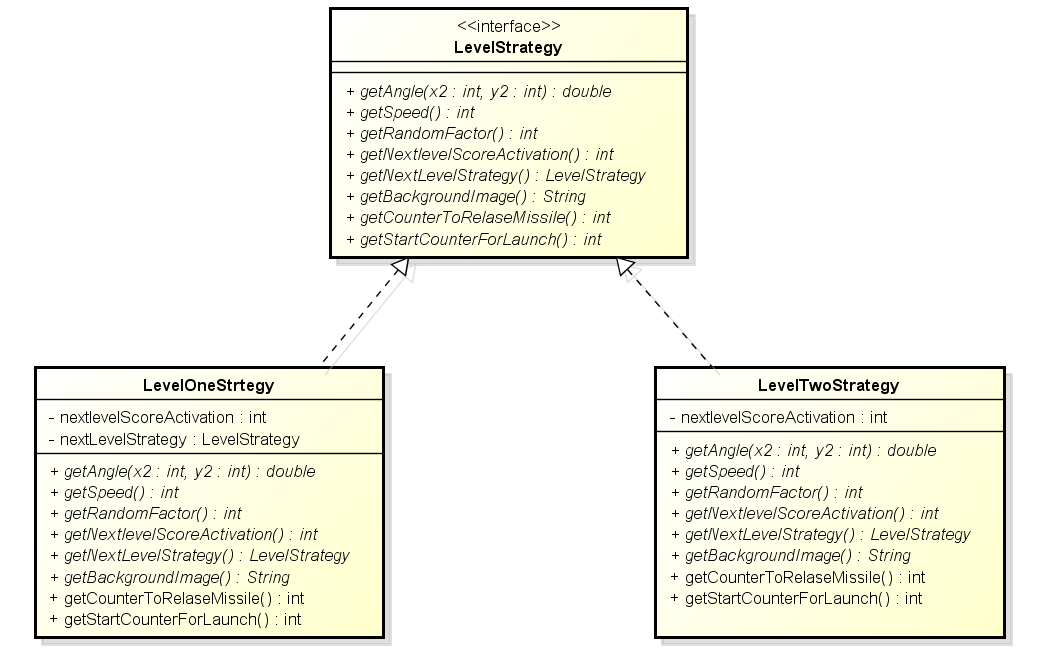 <<interface>>
LevelStrategy
+ getAngle(x2 : int, y2 : int) : double
+ getSpeed() : int
+ getRandomFactor() : int
+ getNextlevelScoreActivation() : int
+ getNextLevelStrategy() : LevelStrategy
+ getBackgroundImage() : String
+ getCounterToRelaseMissile() : int
+ getStartCounterForLaunch() : int
LevelOneStrtegy
- nextlevelScoreActivation : int
- nextLevelStrategy : LevelStrategy
+ getAngle(x2 : int, y2 : int) : double
+ getSpeed() : int
+ getRandomFactor() : int
+ getNextlevelScoreActivation() : int
+ getNextLevelStrategy() : LevelStrategy
+ getBackgroundImage() : String
+ getCounterToRelaseMissile() : int
+ getStartCounterForLaunch() : int
LevelTwoStrategy
- nextlevelScoreActivation : int
+ getAngle(x2 : int, y2 : int) : double
+ getSpeed() : int
+ getRandomFactor() : int
+ getNextlevelScoreActivation() : int
+ getNextLevelStrategy() : LevelStrategy
+ getBackgroundImage() : String
+ getCounterToRelaseMissile() : int
+ getStartCounterForLaunch() : int